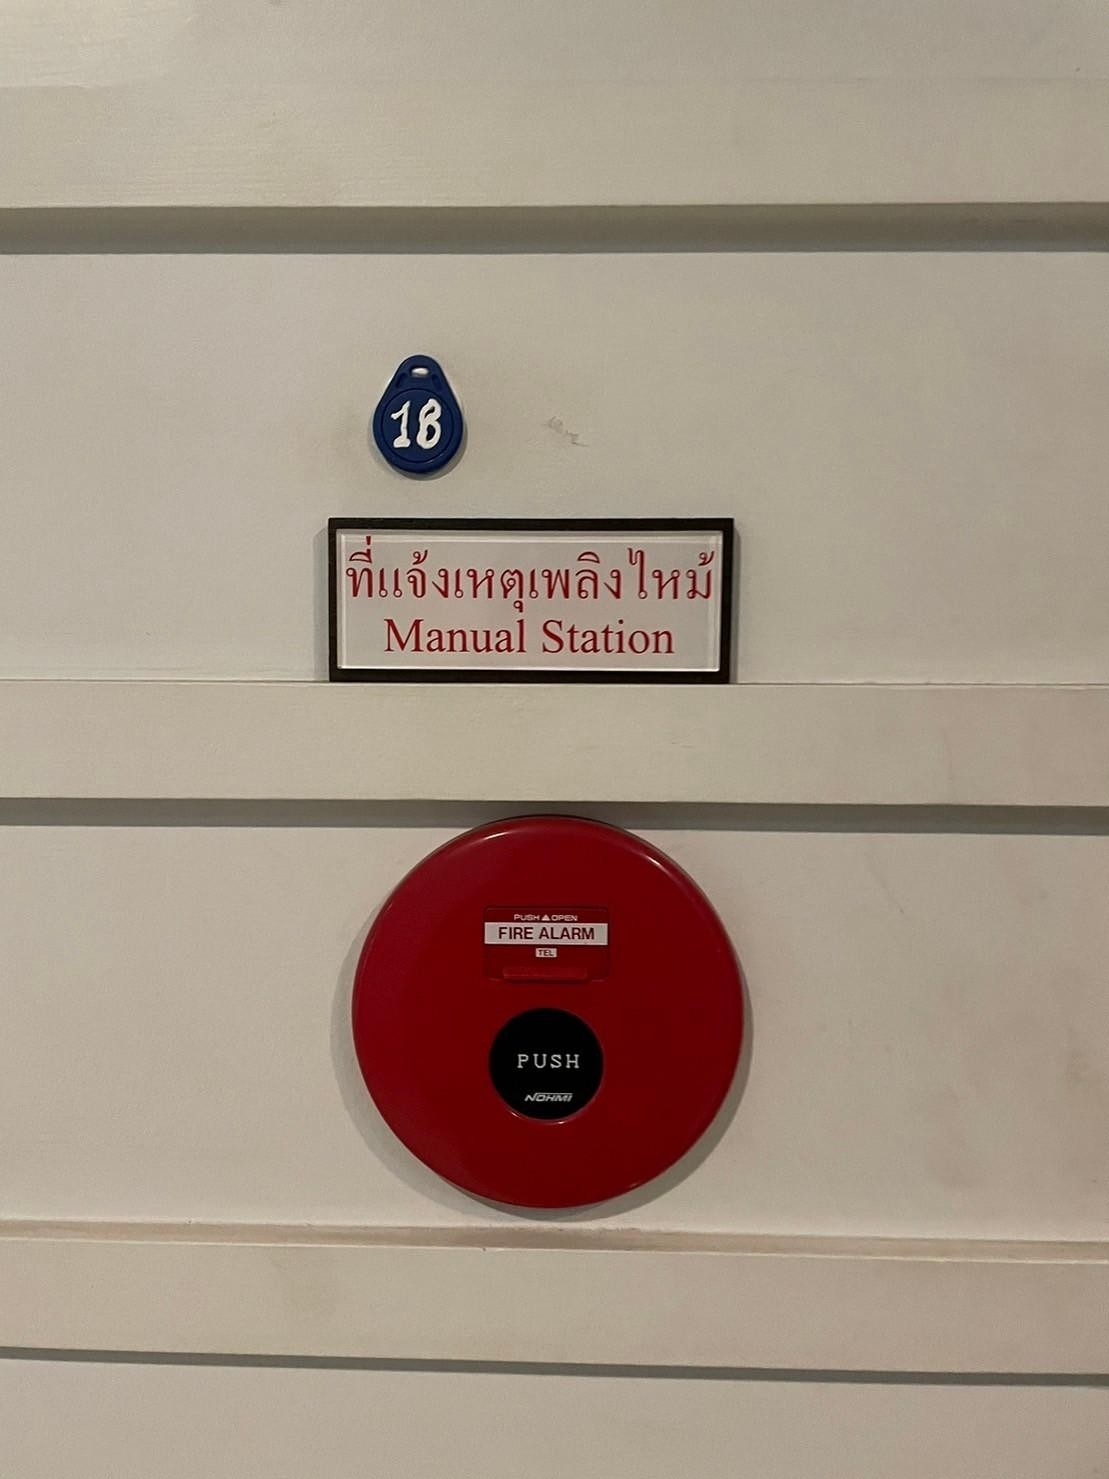 18
ที่แจ้งเหตุเพลิงไหม้
Manual Station
PUSH ▲ OPEN
FIRE ALARM
TEL
PUSH
NOHMI